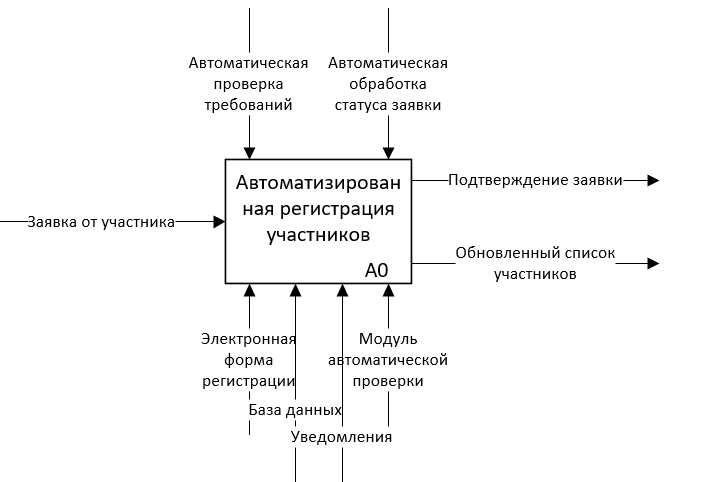 Автоматическая
проверка
требований
Автоматическая
обработка
статуса заявки
Заявка от участника
Автоматизирован
ная регистрация
участников
A0
Подтверждение заявки
Обновленный список
участников
Электронная
форма
регистрации
База данных
Уведомления
Модуль
автоматической
проверки